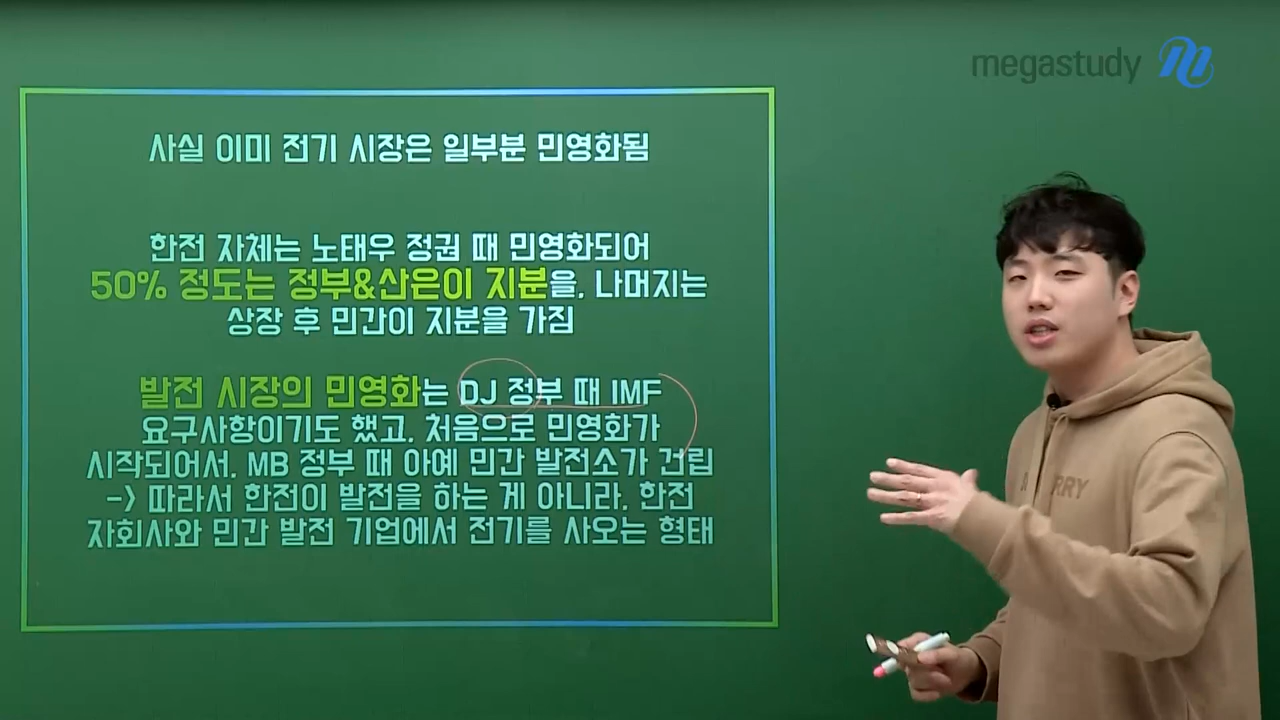 megastudy
사실 이미 전기 시장은 일부분 민영화됨
한전 자체는 노태우 정권 때 민영화되어
50% 정도는 정부&산은이 지분을, 나머지는
상장 후 민간이 지분을 가짐
발전 시장의 민영화는 DJ 정부 때 IMF
요구사항이기도 했고, 처음으로 민영화가
시작되어서, MB 정부 때 아예 민간 발전소가 건립
-> 따라서 한전이 발전을 하는 게 아니라, 한전
자회사와 민간 발전 기업에서 전기를 사오는 형태